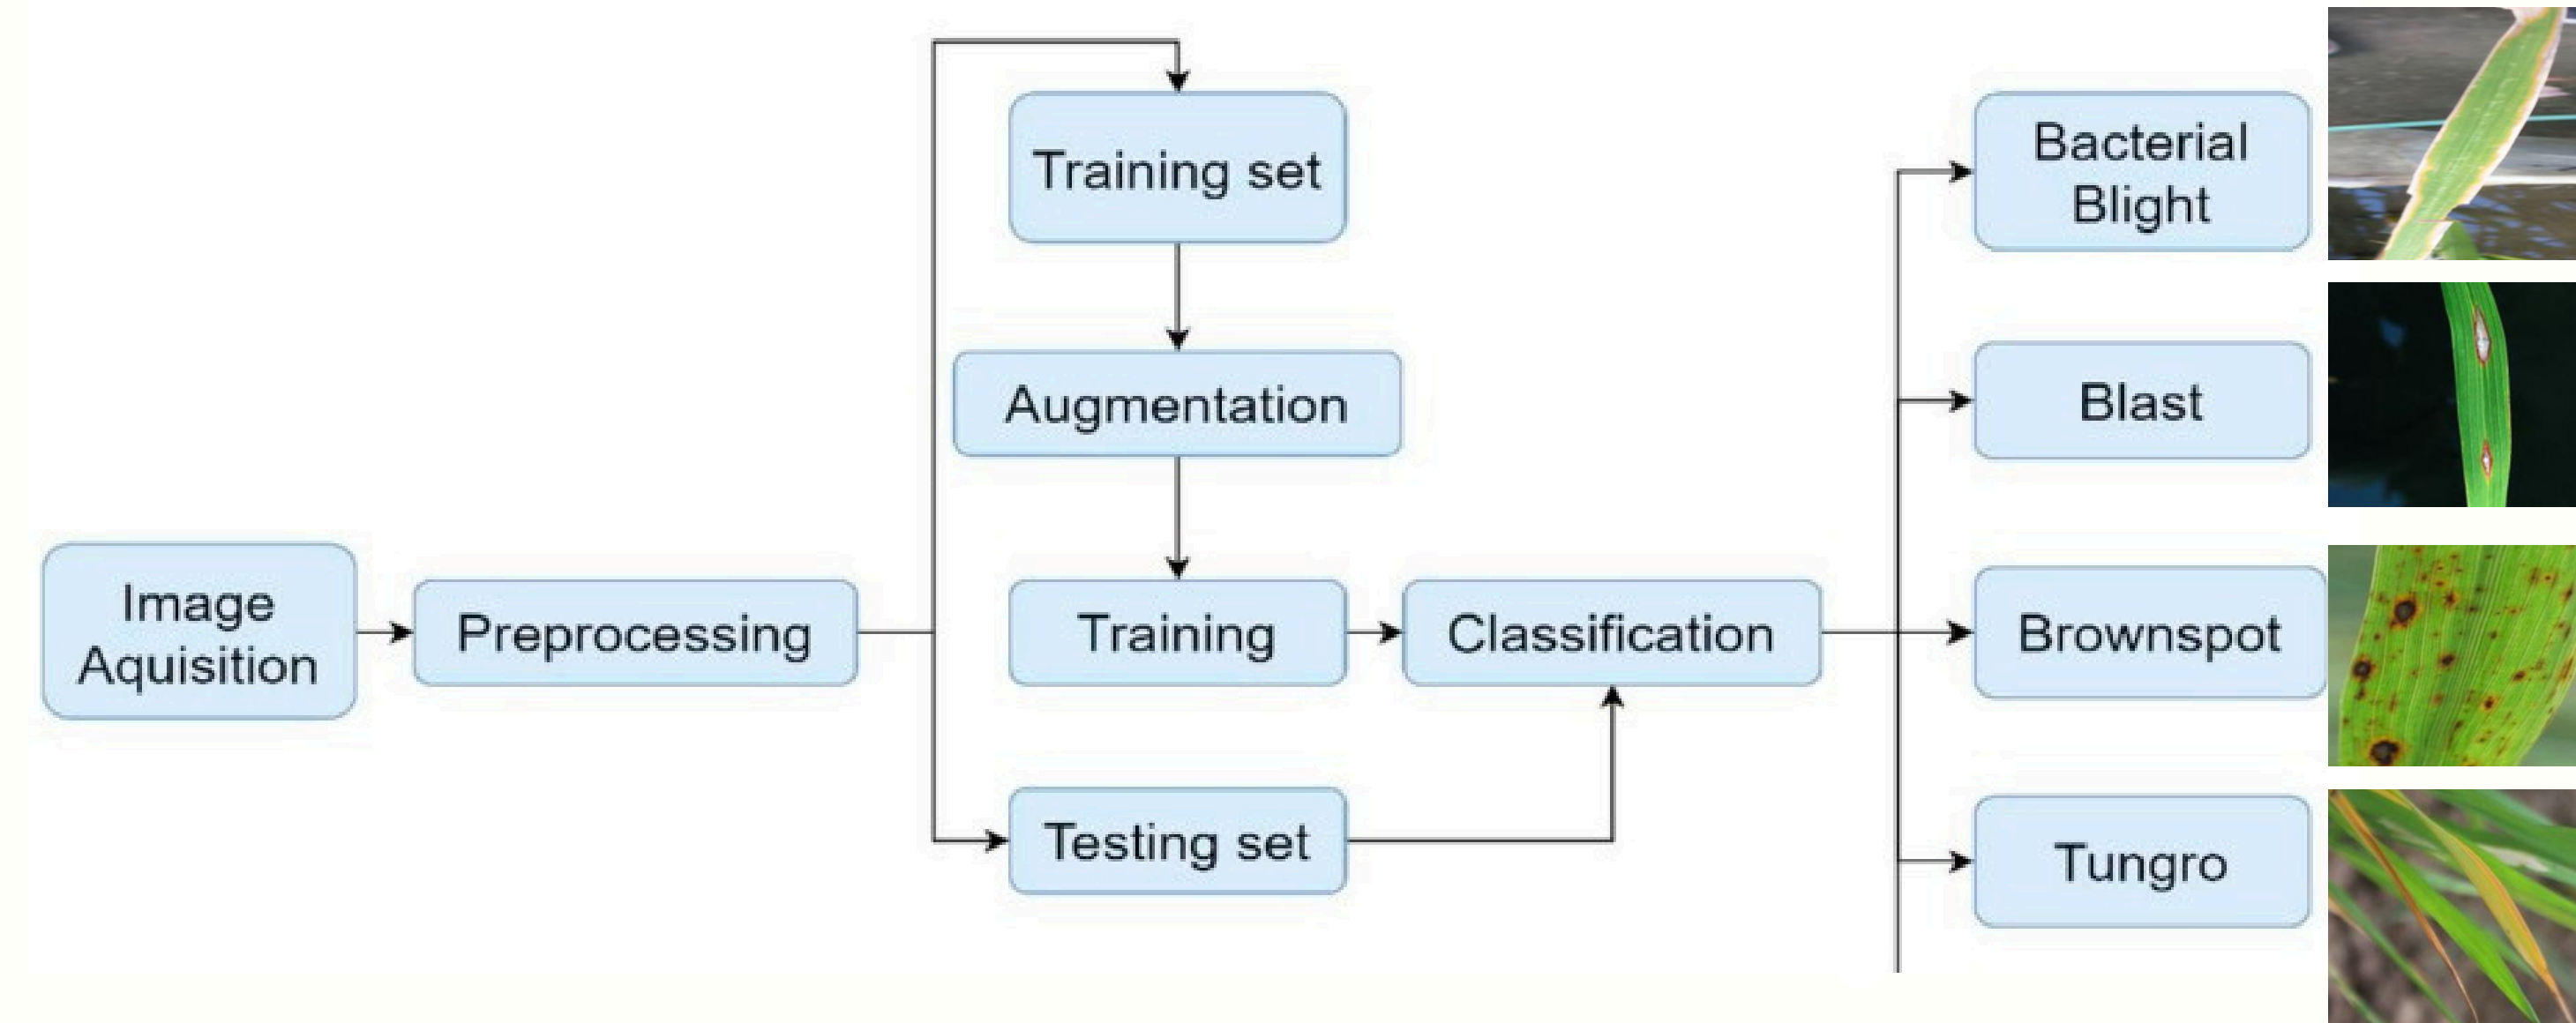 Image
Aquisition
Preprocessing
Training set
Augmentation
Training
Testing set
Classification
Bacterial
Blight
Blast
Brownspot
Tungro